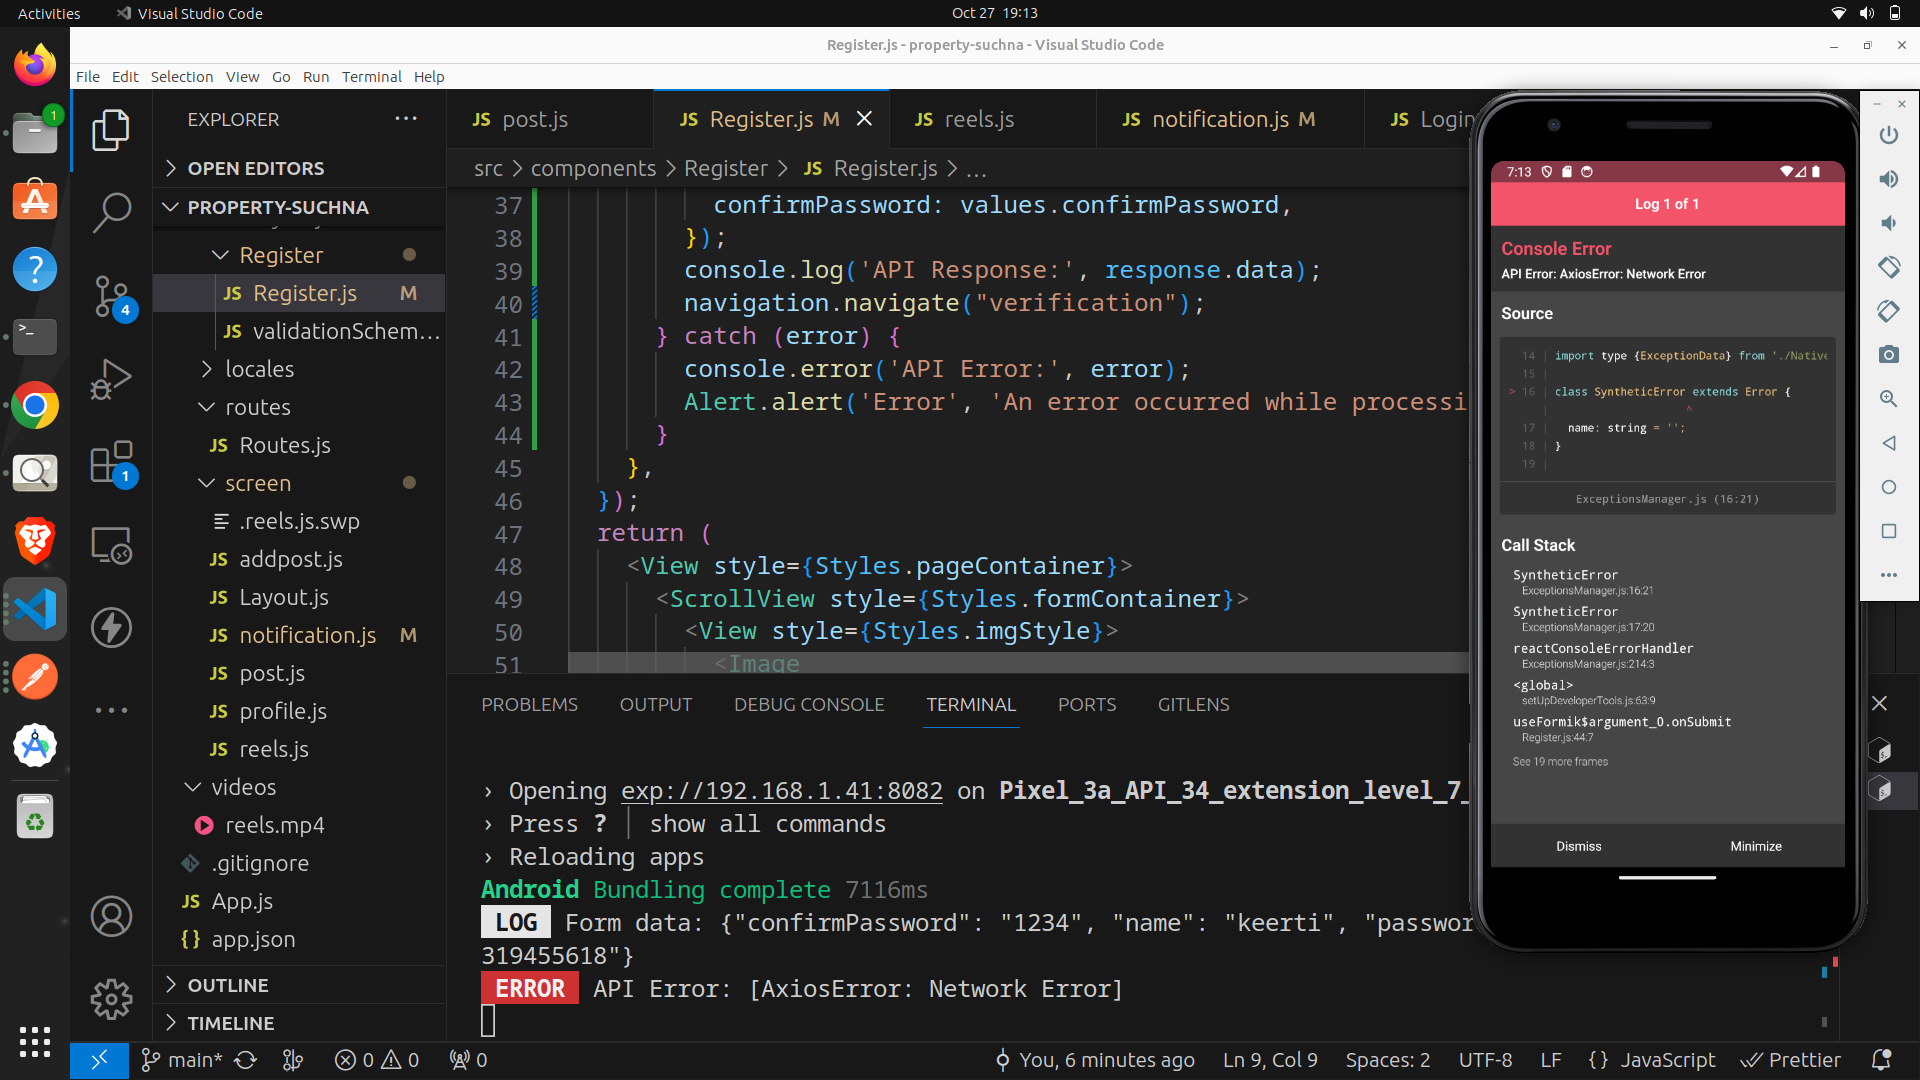 Activities
Visual Studio Code
Oct 27 19:13
Register.js - property-suchna - Visual Studio Code
File Edit Selection View Go Run Terminal Help
EXPLORER
OPEN EDITORS
PROPERTY-SUCHNA
Register
JS Register.js M
JS validationSchem...
locales
routes
JS Routes.js
screen
.reels.js.swp
JS addpost.js
JS Layout.js
JS notification.js M
JS post.js
JS profile.js
JS reels.js
videos
reels.mp4
.gitignore
JS App.js
{} app.json
OUTLINE
TIMELINE
1
4
1
JS post.js
JS Register.js M
JS reels.js
JS notification.js M
JS Login
src > components > Register > JS Register.js > ...
37 confirmPassword: values.confirmPassword,
38 });
39 console.log('API Response:', response.data);
40 navigation.navigate("verification");
41 } catch (error) {
42 console.error('API Error:', error);
43 Alert.alert('Error', 'An error occurred while processi
44 }
45 },
46 });
47 return (
48 <View style={Styles.pageContainer}>
49 <ScrollView style={Styles.formContainer}>
50 <View style={Styles.imgStyle}>
51 <Image
PROBLEMS OUTPUT DEBUG CONSOLE TERMINAL PORTS GITLENS
› Opening exp://192.168.1.41:8082 on Pixel_3a_API_34_extension_level_7_
› Press ? │ show all commands
› Reloading apps
Android Bundling complete 7116ms
LOG Form data: {"confirmPassword": "1234", "name": "keerti", "passwor
319455618"}
ERROR API Error: [AxiosError: Network Error]
7:13
Log 1 of 1
Console Error
API Error: AxiosError: Network Error
Source
14 | import type {ExceptionData} from './Native
15 |
> 16 | class SyntheticError extends Error {
| ^
17 | name: string = '';
18 | }
19 |
ExceptionsManager.js (16:21)
Call Stack
SyntheticError
ExceptionsManager.js:16:21
SyntheticError
ExceptionsManager.js:17:20
reactConsoleErrorHandler
ExceptionsManager.js:214:3
<global>
setUpDeveloperTools.js:63:9
useFormik$argument_0.onSubmit
Register.js:44:7
See 19 more frames
Dismiss
Minimize
main*
0 0
0
You, 6 minutes ago
Ln 9, Col 9
Spaces: 2
UTF-8
LF
{} JavaScript
Prettier